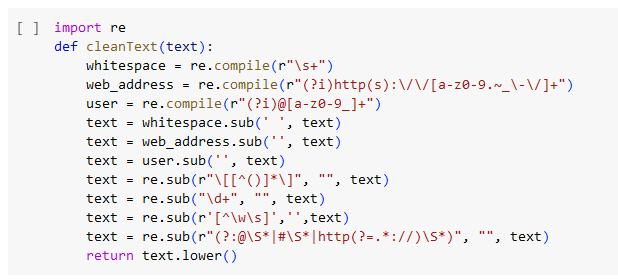 [ ] import re
def cleanText(text):
    whitespace = re.compile(r"\s+")
    web_address = re.compile(r"(?i)http(s):\/\/[a-z0-9.~_\-\/]+")
    user = re.compile(r"(?i)@[a-z0-9_]+")
    text = whitespace.sub(' ', text)
    text = web_address.sub('', text)
    text = user.sub('', text)
    text = re.sub(r"\[[^()]*\]", "", text)
    text = re.sub("\d+", "", text)
    text = re.sub(r'[^\w\s]','',text)
    text = re.sub(r"(?:@\S*|#\S*|http(?=.*://)\S*)", "", text)
    return text.lower()